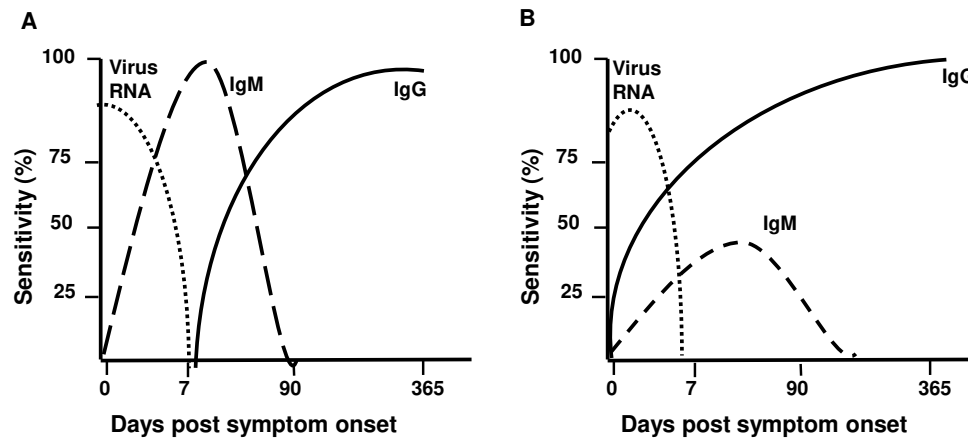 A
100
75
50
25
Sensitivity (%)
Virus
RNA
IgM
IgG
0 7 90 365
Days post symptom onset
B
100
75
50
25
Sensitivity (%)
Virus
RNA
IgM
IgG
0 7 90 365
Days post symptom onset